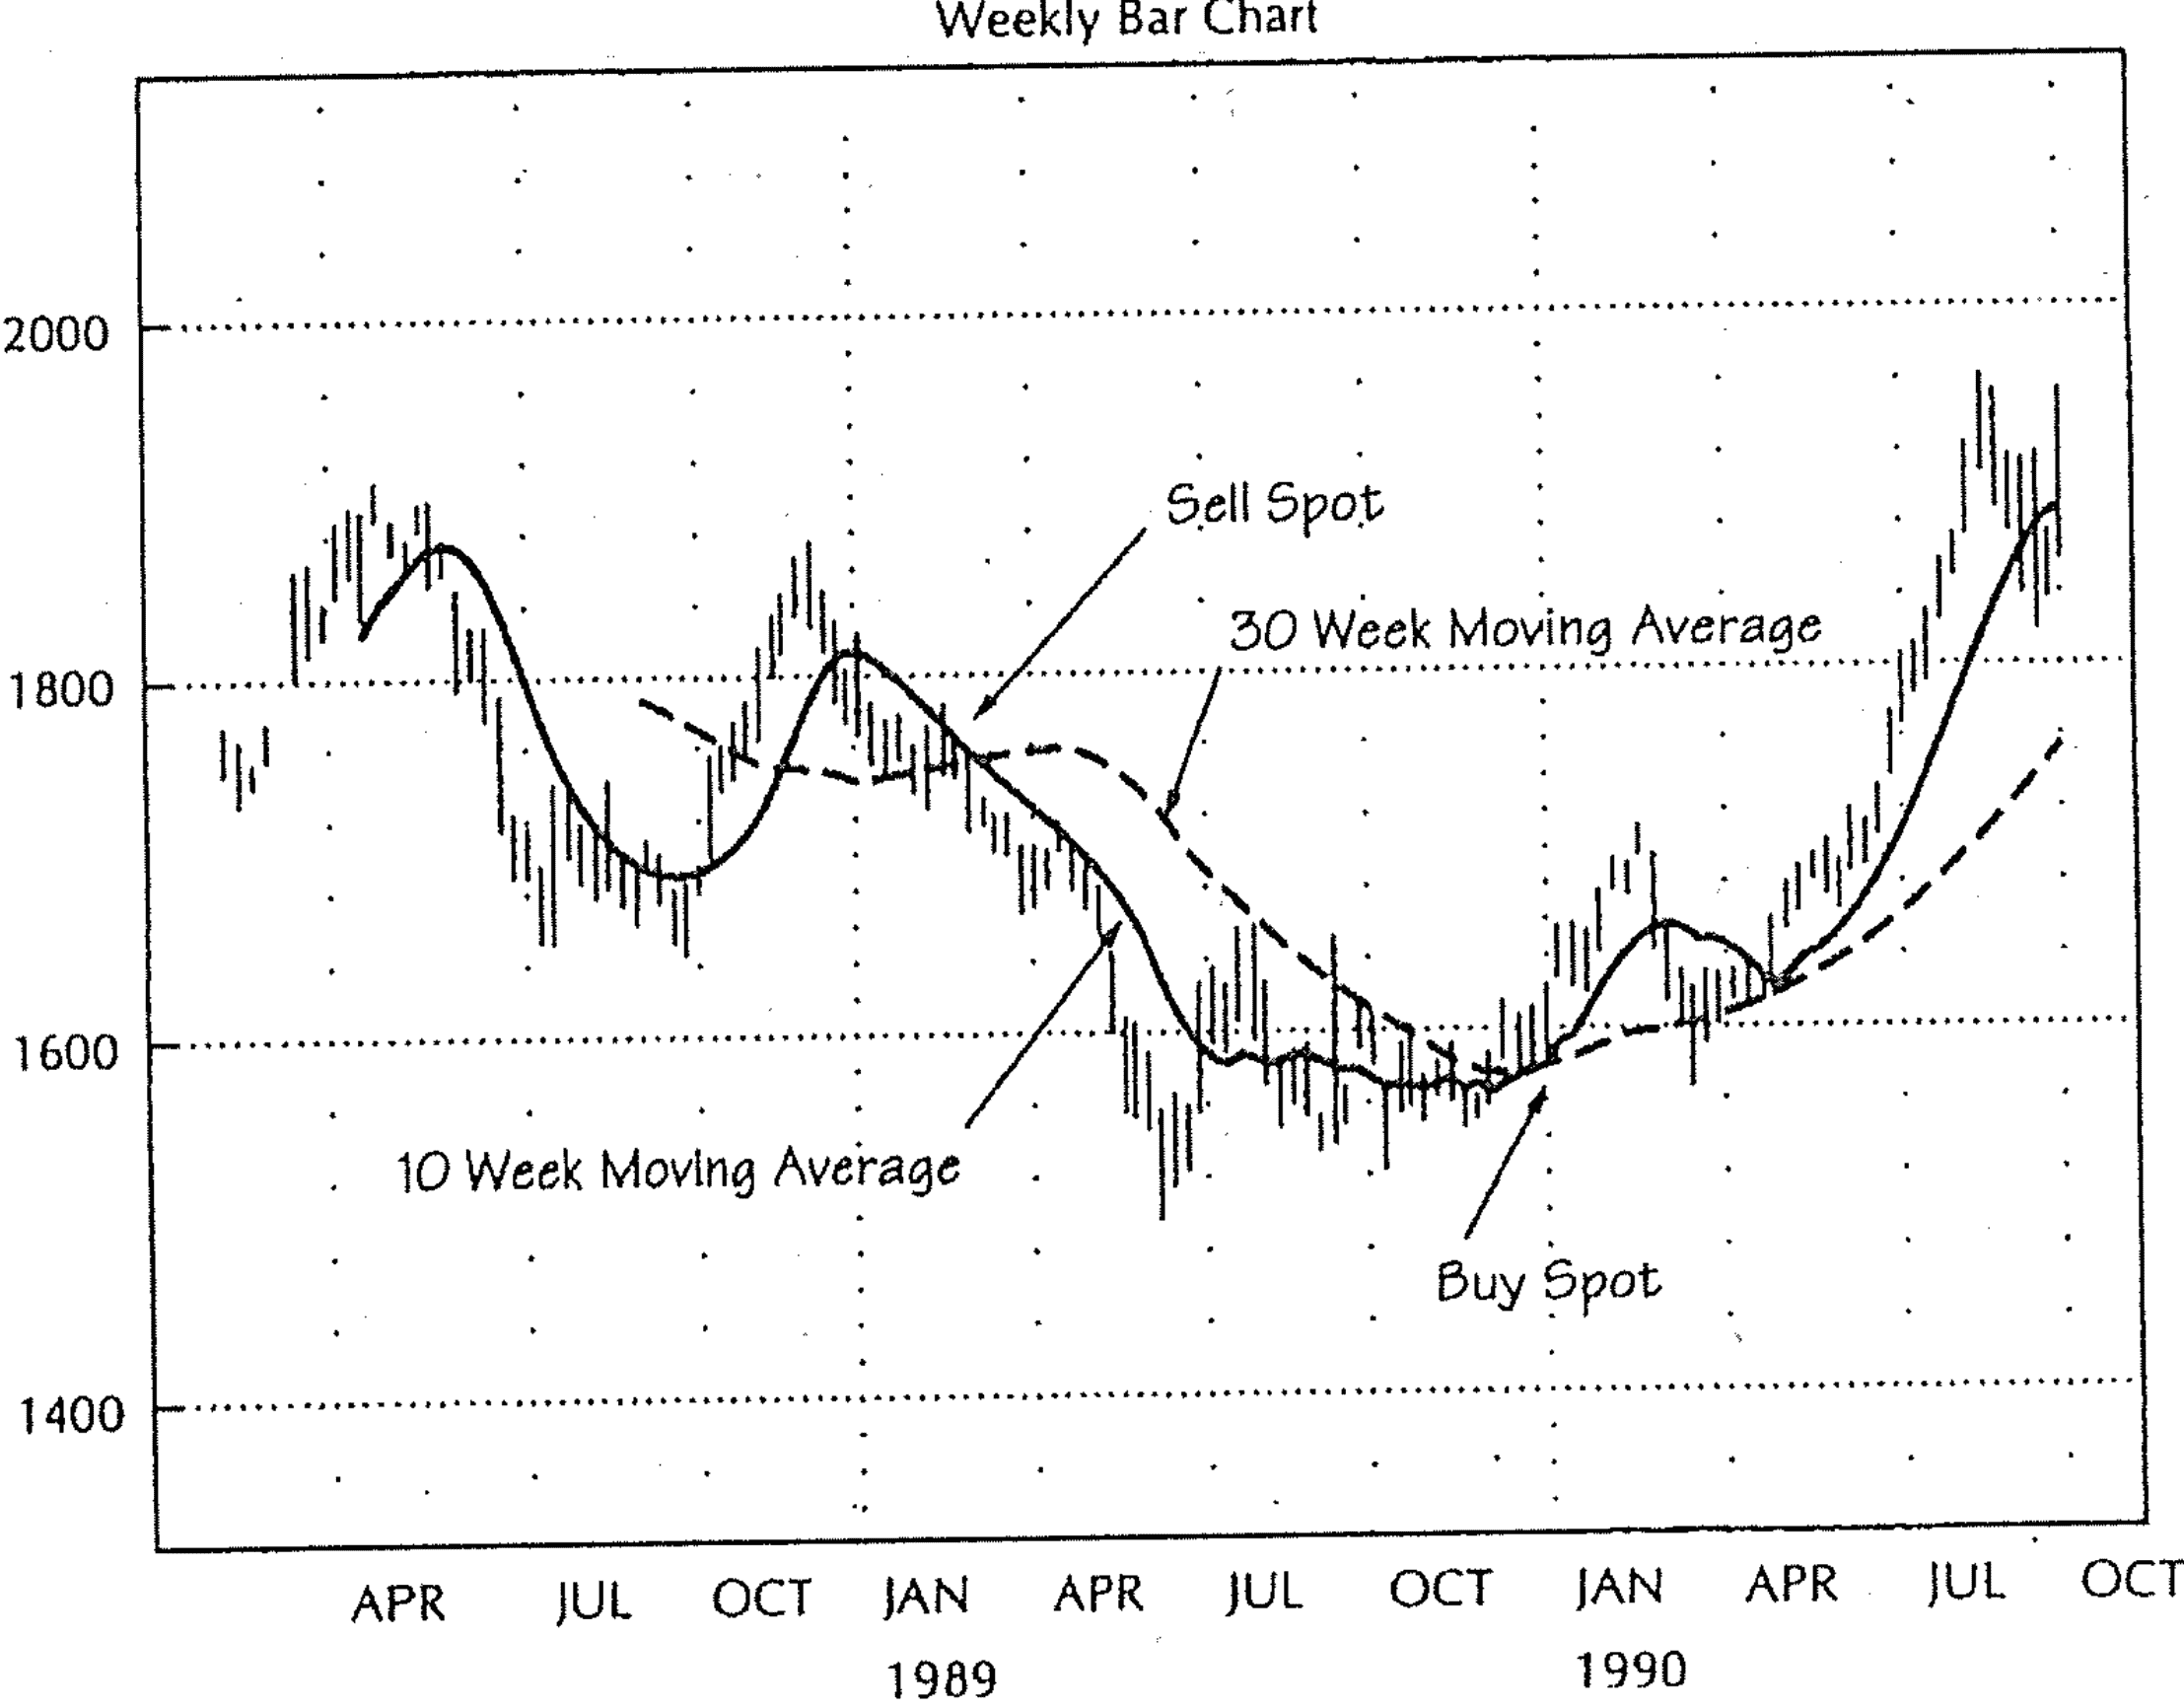 Weekly Bar Chart
2000
Sell Spot
30 Week Moving Average
1800
1600
10 Week Moving Average
Buy Spot
1400
APR JUL OCT JAN APR JUL OCT JAN APR JUL OCT
1989 1990